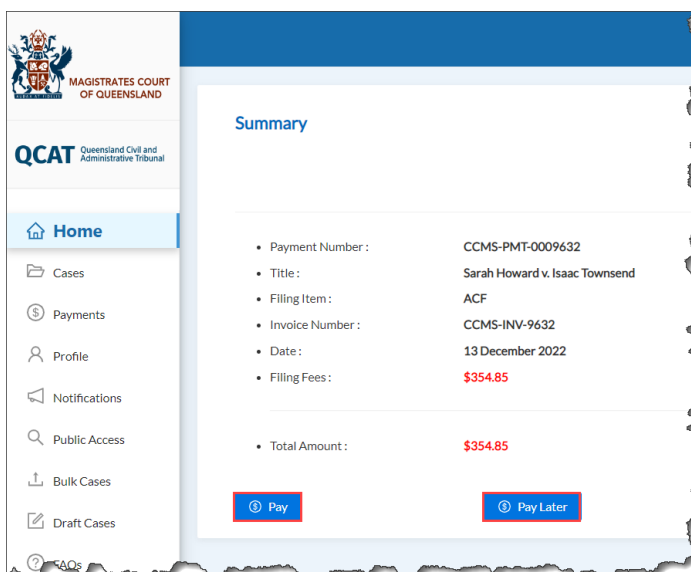 MAGISTRATES COURT
OF QUEENSLAND
QCAT Queensland Civil and
Administrative Tribunal
Home
Cases
Payments
Profile
Notifications
Public Access
Bulk Cases
Draft Cases
FAQs
Summary
Payment Number : CCMS-PMT-0009632
Title : Sarah Howard v. Isaac Townsend
Filing Item : ACF
Invoice Number : CCMS-INV-9632
Date : 13 December 2022
Filing Fees : $354.85
Total Amount : $354.85
Pay
Pay Later